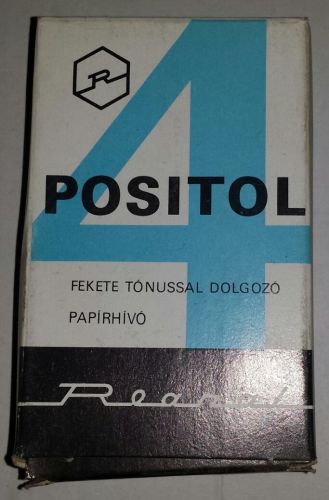 R
4
POSITOL
FEKETE TÓNUSSAL DOLGOZÓ
PAPÍRHÍVÓ
Reanal